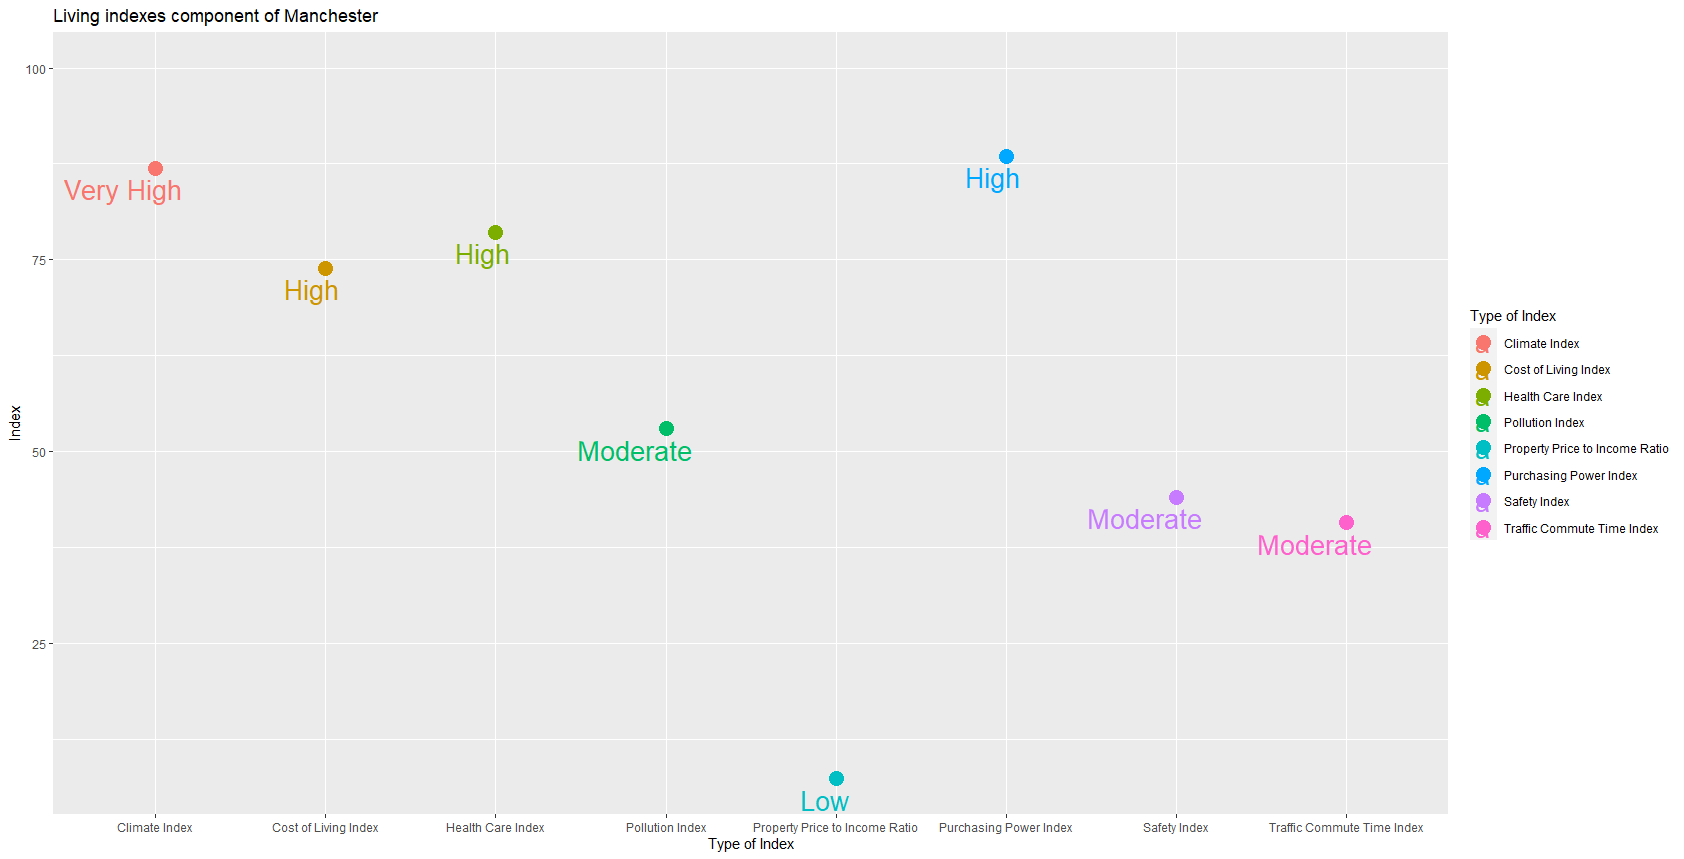 Living indexes component of Manchester
100
75
50
25
Index
Very High
High
High
Moderate
Low
High
Moderate
Moderate
Climate Index
Cost of Living Index
Health Care Index
Pollution Index
Property Price to Income Ratio
Purchasing Power Index
Safety Index
Traffic Commute Time Index
Type of Index
Type of Index
Climate Index
Cost of Living Index
Health Care Index
Pollution Index
Property Price to Income Ratio
Purchasing Power Index
Safety Index
Traffic Commute Time Index